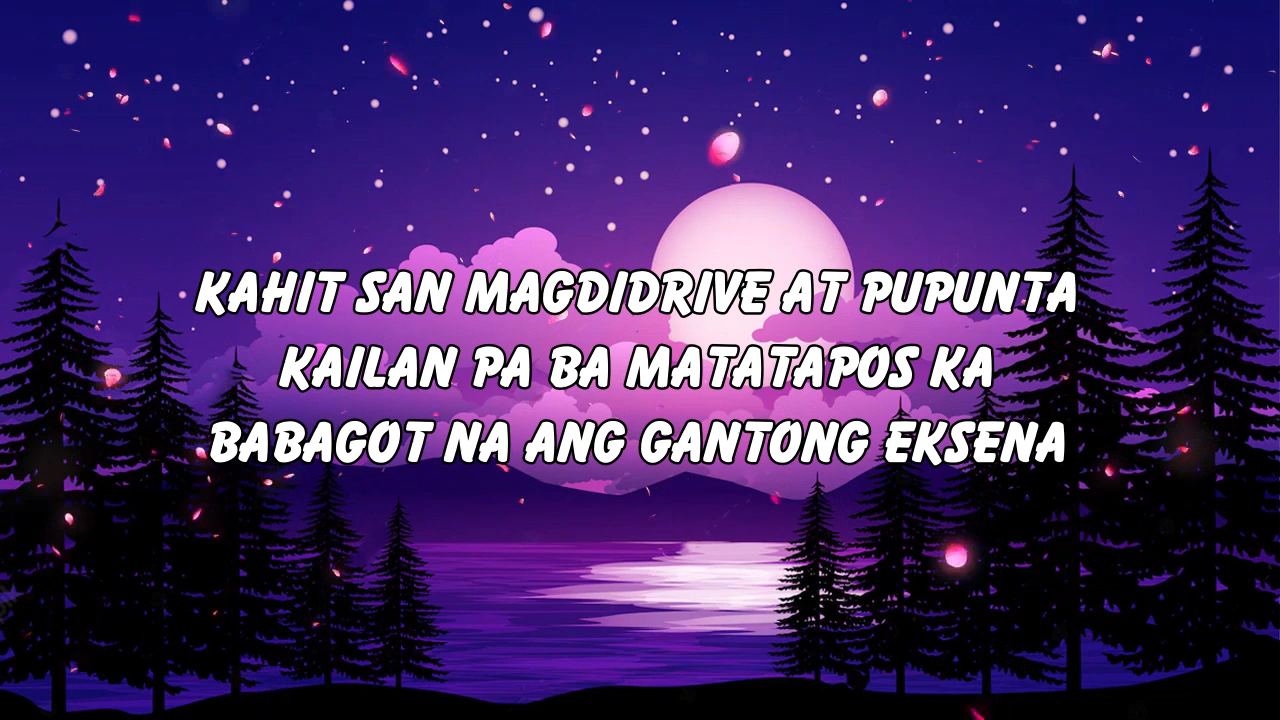 KAHIT SAN MAGDIDRIVE AT PUPUNTA
KAILAN PA BA MATATAPOS KA
BABAGOT NA ANG GANTONG EKSENA